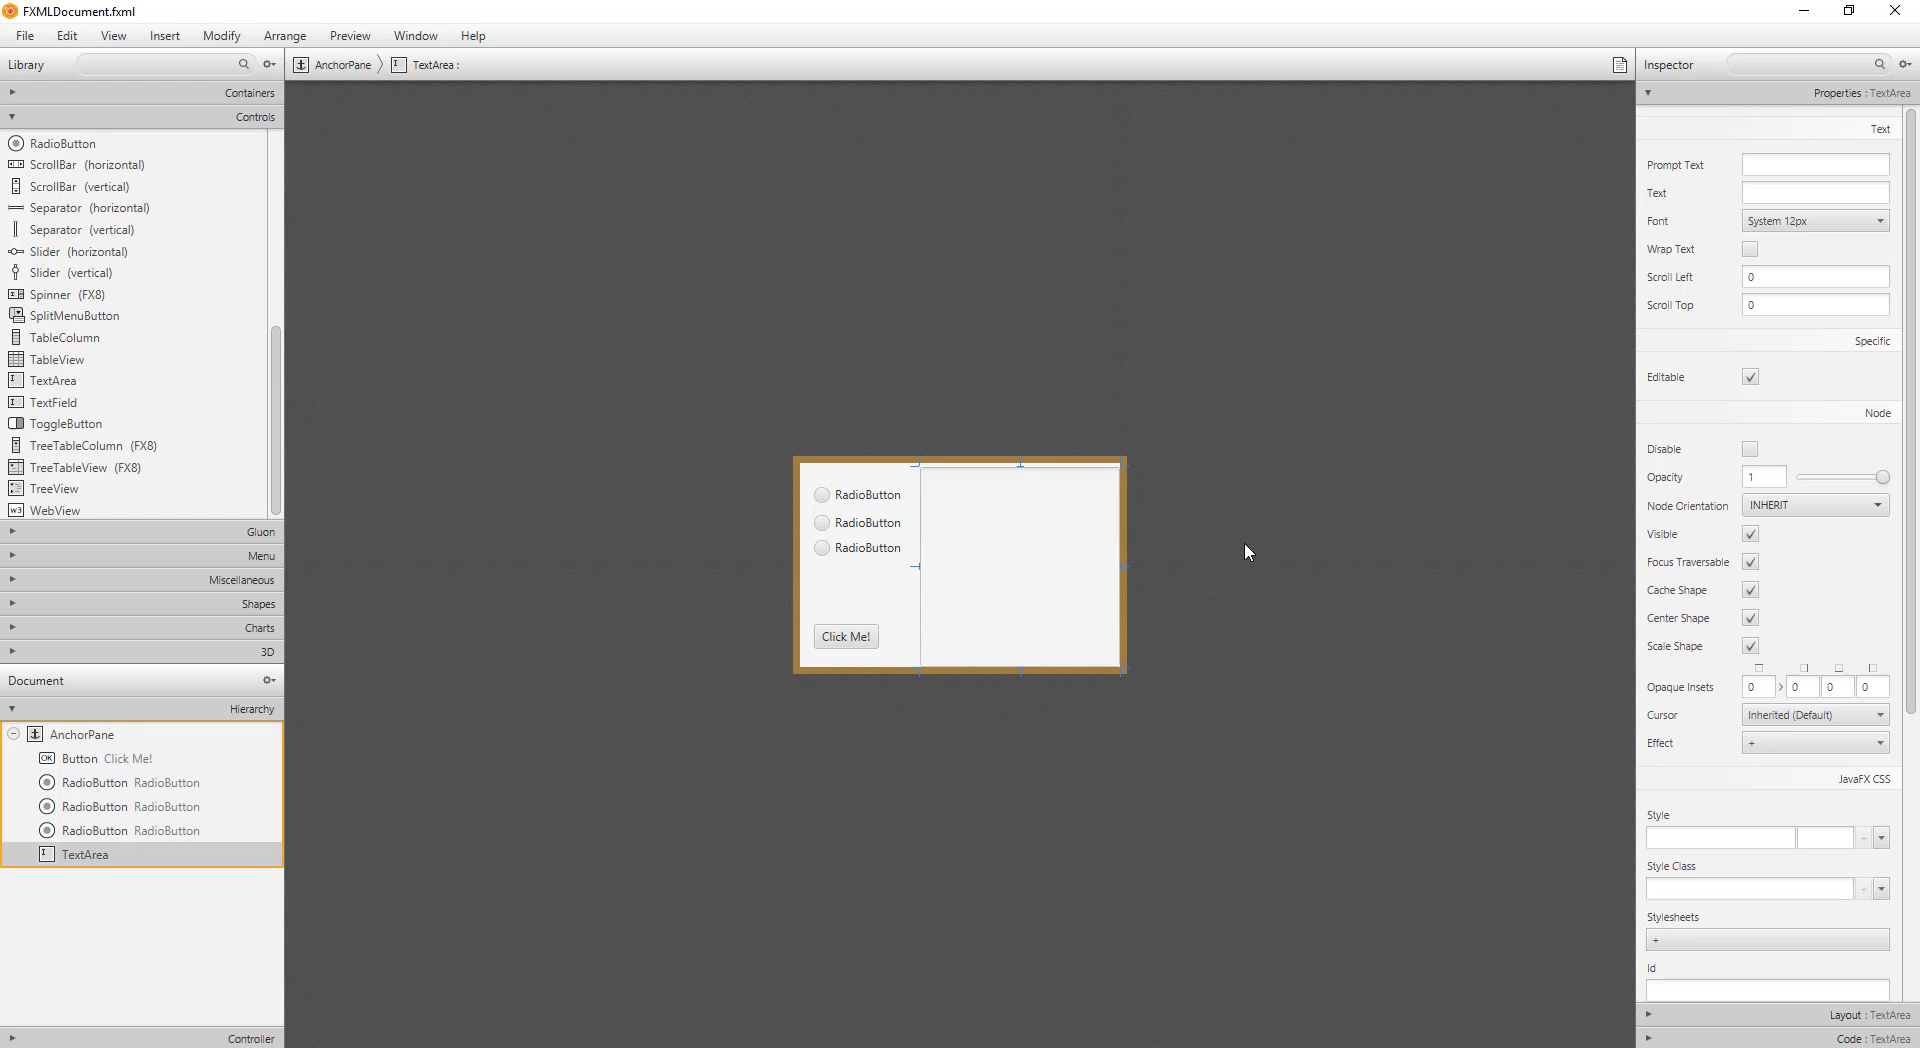 FXMLDocument.fxml
File Edit View Insert Modify Arrange Preview Window Help
Library
Containers
Controls
RadioButton
ScrollBar (horizontal)
ScrollBar (vertical)
Separator (horizontal)
Separator (vertical)
Slider (horizontal)
Slider (vertical)
Spinner (FX8)
SplitMenuButton
TableColumn
TableView
TextArea
TextField
ToggleButton
TreeTableColumn (FX8)
TreeTableView (FX8)
TreeView
WebView
Gluon
Menu
Miscellaneous
Shapes
Charts
3D
Document
Hierarchy
AnchorPane
OK Button Click Me!
RadioButton RadioButton
RadioButton RadioButton
RadioButton RadioButton
TextArea
Controller
AnchorPane TextArea :
RadioButton
RadioButton
RadioButton
Click Me!
Inspector
Properties : TextArea
Text
Prompt Text
Text
Font System 12px
Wrap Text
Scroll Left 0
Scroll Top 0
Specific
Editable
Node
Disable
Opacity 1
Node Orientation INHERIT
Visible
Focus Traversable
Cache Shape
Center Shape
Scale Shape
Opaque Insets 0 > 0 0 0
Cursor Inherited (Default)
Effect +
JavaFX CSS
Style
+
Style Class
+
Stylesheets
+
Id
Layout : TextArea
Code : TextArea